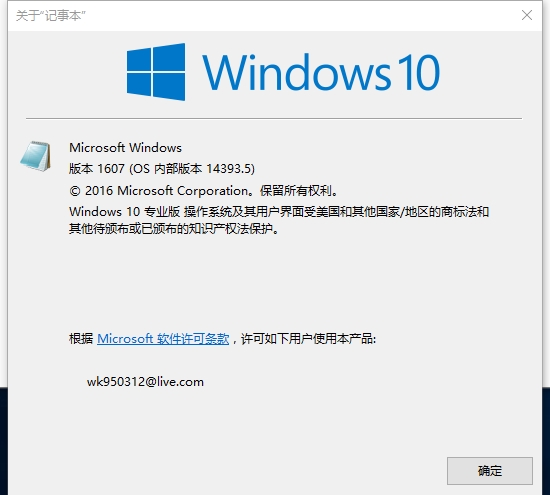 关于“记事本”
Windows 10
Microsoft Windows
版本 1607 (OS 内部版本 14393.5)
© 2016 Microsoft Corporation。保留所有权利。
Windows 10 专业版 操作系统及其用户界面受美国和其他国家/地区的商标法和
其他待颁布或已颁布的知识产权法保护。
根据 Microsoft 软件许可条款，许可如下用户使用本产品:
wk950312@live.com
确定